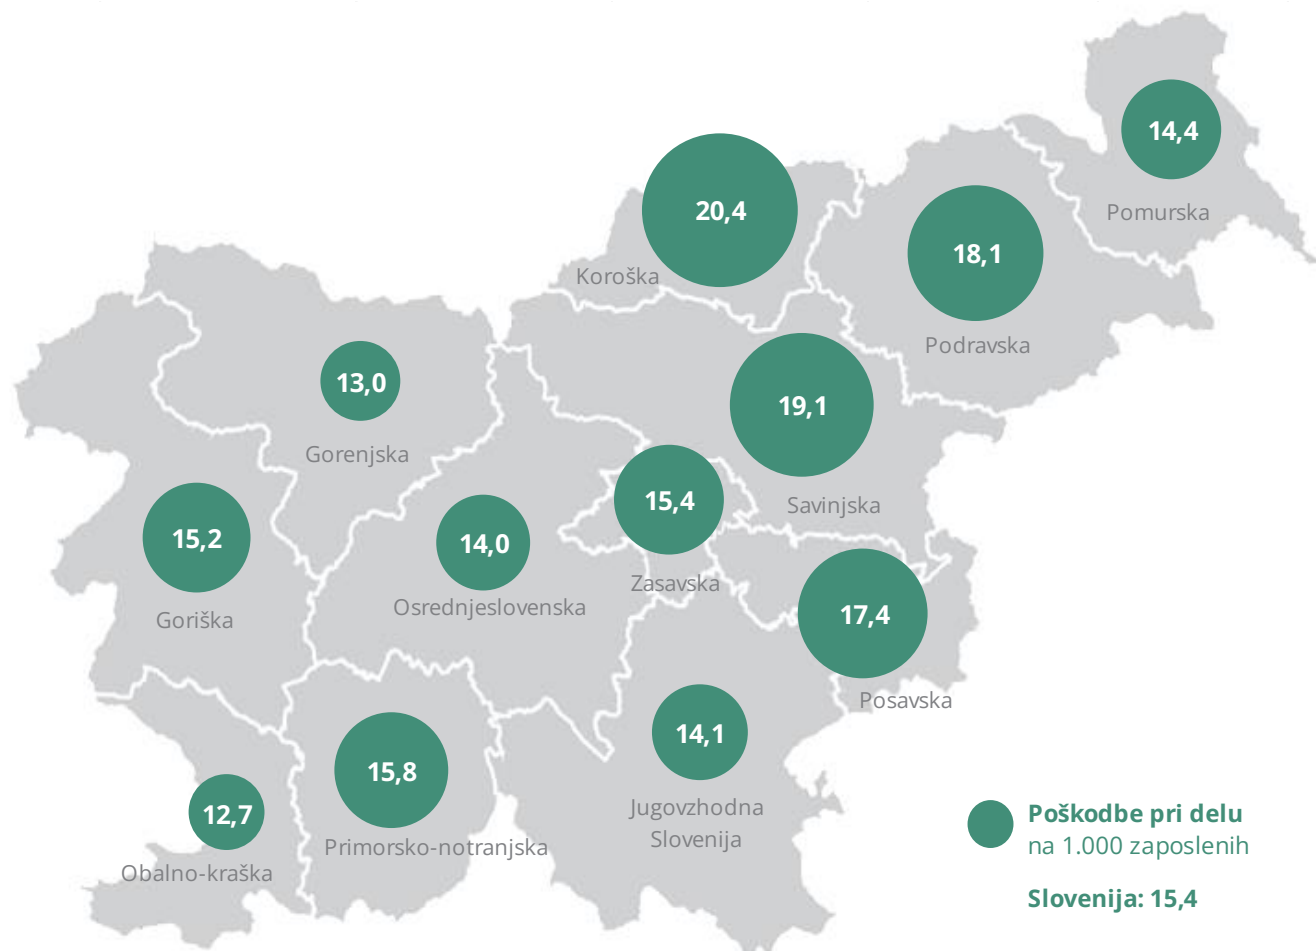 14,4
Pomurska
20,4
Koroška
18,1
Podravska
13,0
Gorenjska
19,1
Savinjska
15,2
Goriška
14,0
Osrednjeslovenska
15,4
Zasavska
17,4
Posavska
14,1
Jugovzhodna
Slovenija
15,8
Primorsko-notranjska
12,7
Obalno-kraška
Poškodbe pri delu
na 1.000 zaposlenih
Slovenija: 15,4